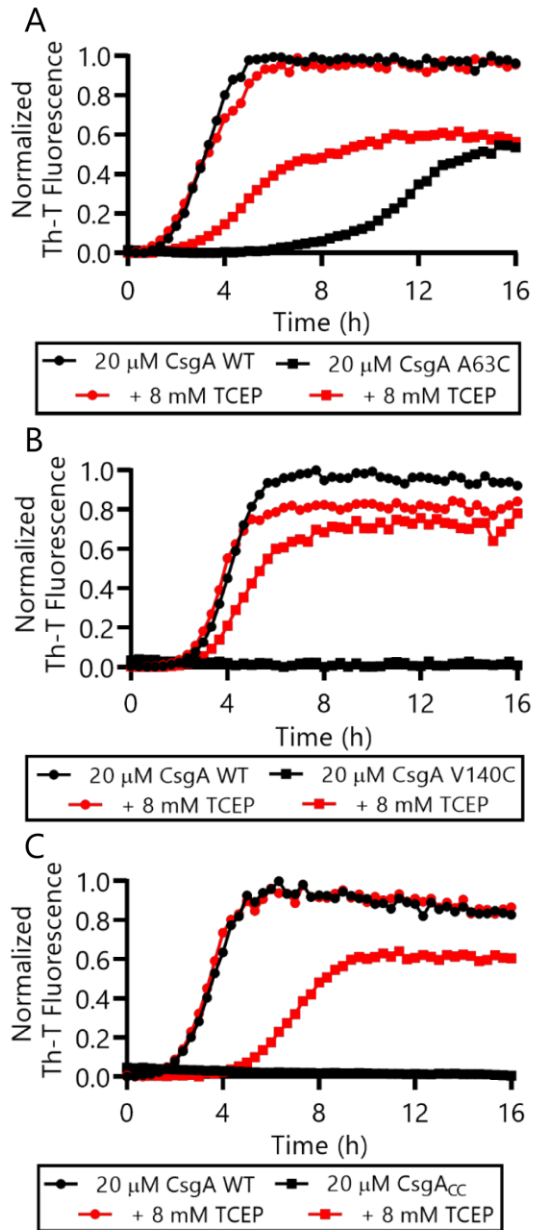 A
Normalized
Th-T Fluorescence
1.0
0.8
0.6
0.4
0.2
0.0
0 4 8 12 16
Time (h)
20 μM CsgA WT 20 μM CsgA A63C
+ 8 mM TCEP + 8 mM TCEP
B
Normalized
Th-T Fluorescence
1.0
0.8
0.6
0.4
0.2
0.0
0 4 8 12 16
Time (h)
20 μM CsgA WT 20 μM CsgA V140C
+ 8 mM TCEP + 8 mM TCEP
C
Normalized
Th-T Fluorescence
1.0
0.8
0.6
0.4
0.2
0.0
0 4 8 12 16
Time (h)
20 μM CsgA WT 20 μM CsgACC
+ 8 mM TCEP + 8 mM TCEP